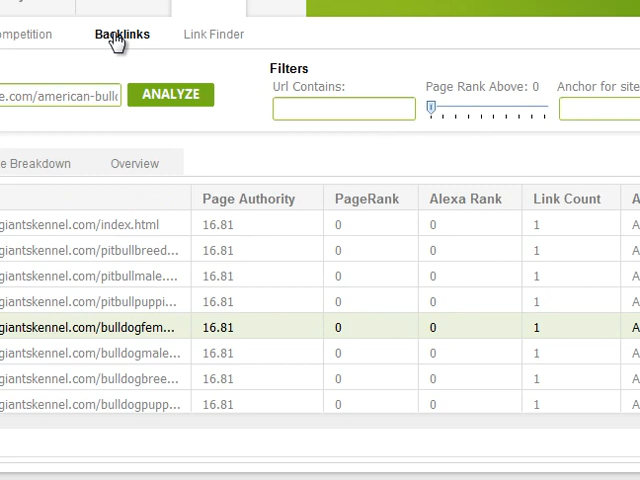 ompetition Backlinks Link Finder
Filters
Url Contains: Page Rank Above: 0 Anchor for site
e.com/american-bulld ANALYZE
e Breakdown Overview
Page Authority PageRank Alexa Rank Link Count A
giantskennel.com/index.html 16.81 0 0 1 A
giantskennel.com/pitbullbreed... 16.81 0 0 1 A
giantskennel.com/pitbullmale.... 16.81 0 0 1 A
giantskennel.com/pitbullpuppi... 16.81 0 0 1 A
giantskennel.com/bulldogfem... 16.81 0 0 1 A
giantskennel.com/bulldogmale... 16.81 0 0 1 A
giantskennel.com/bulldogbree... 16.81 0 0 1 A
giantskennel.com/bulldogpupp... 16.81 0 0 1 A